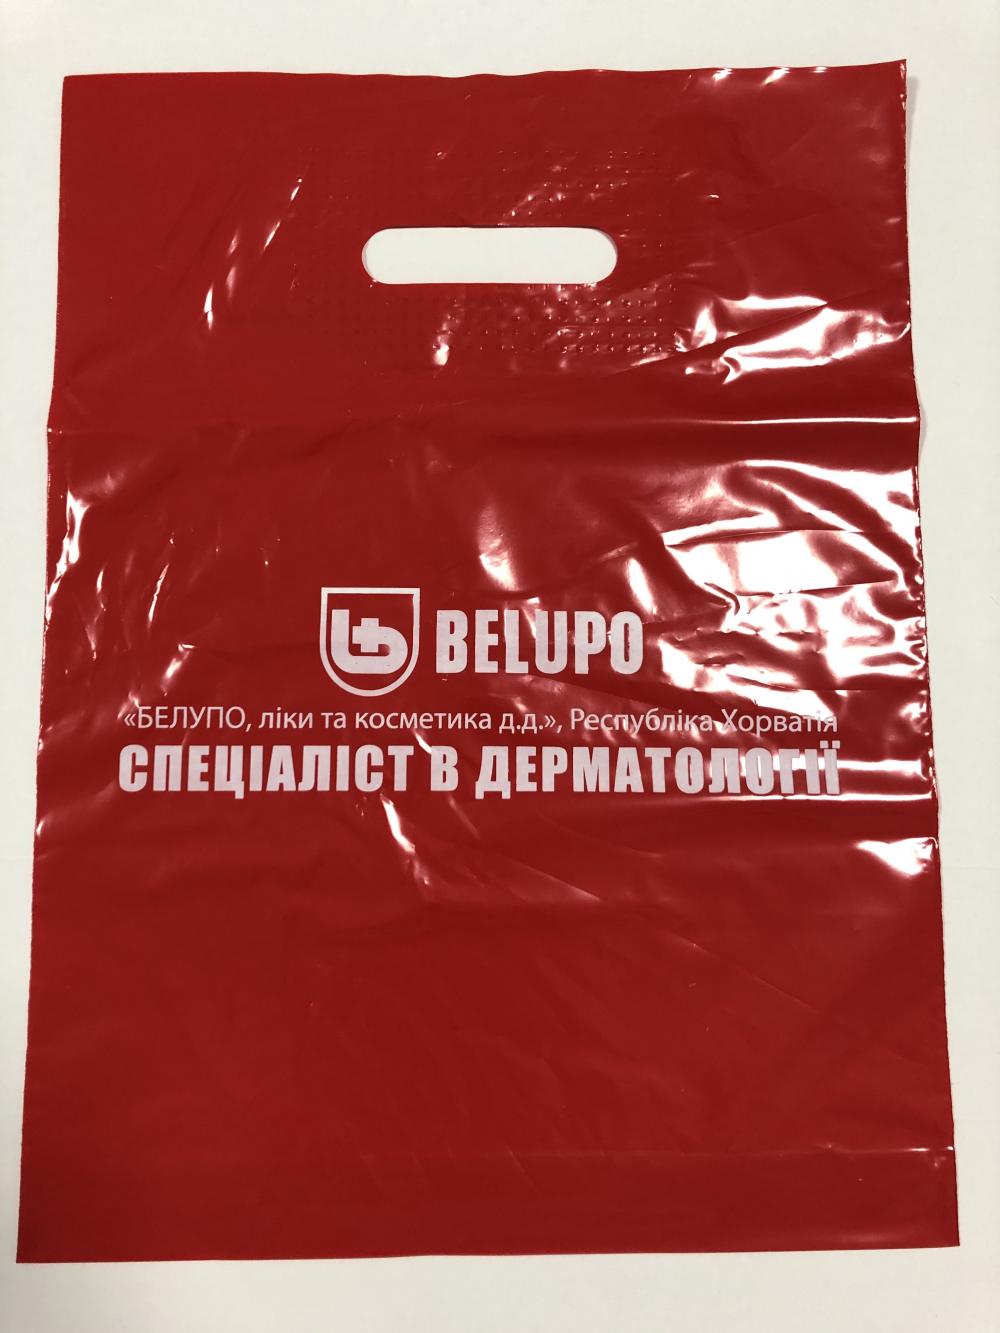 BELUPO
«БЕЛУПО, ліки та косметика д.д.», Республіка Хорватія
СПЕЦІАЛІСТ В ДЕРМАТОЛОГІЇ